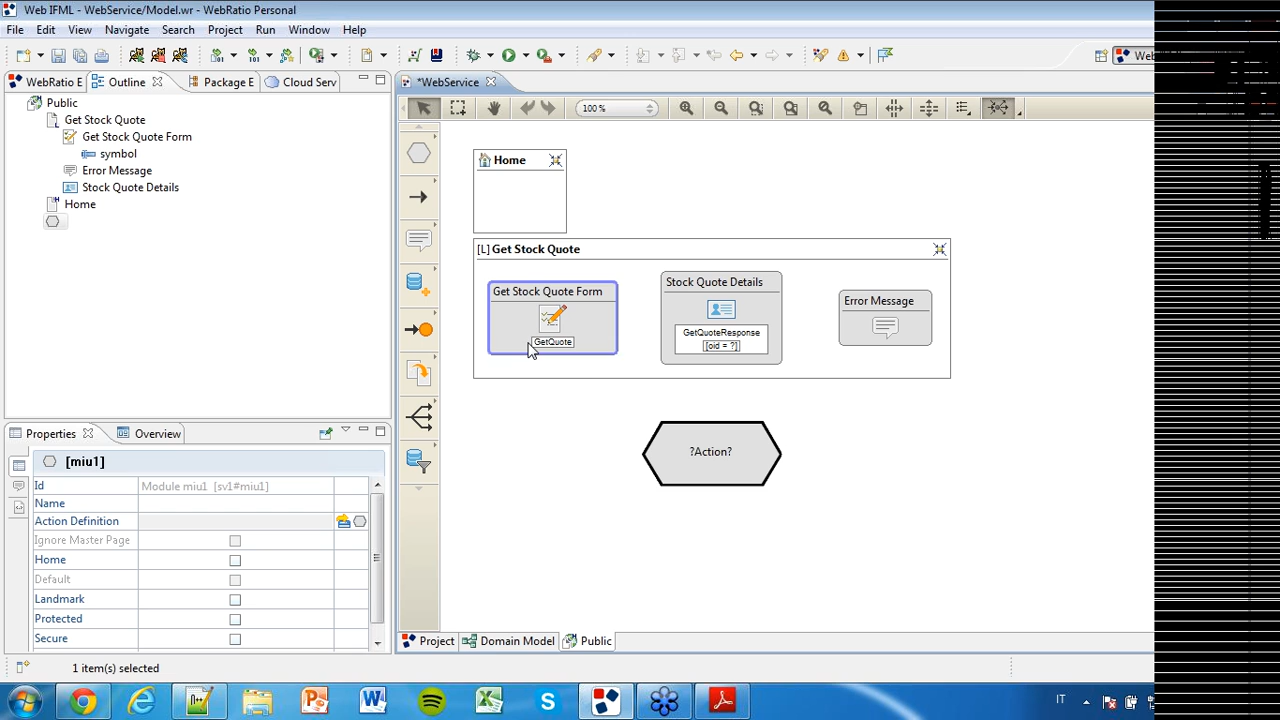 Web IFML - WebService/Model.wr - WebRatio Personal
File Edit View Navigate Search Project Run Window Help
WebRatio E Outline Package E Cloud Serv
*WebService
100 %
Public
Get Stock Quote
Get Stock Quote Form
symbol
Error Message
Stock Quote Details
Home
Home
[L] Get Stock Quote
Get Stock Quote Form
GetQuote
Stock Quote Details
GetQuoteResponse
[oid = ?]
Error Message
?Action?
Properties Overview
[miu1]
Id Module miu1 [sv1#miu1]
Name
Action Definition
Ignore Master Page
Home
Default
Landmark
Protected
Secure
Project Domain Model Public
1 item(s) selected
IT